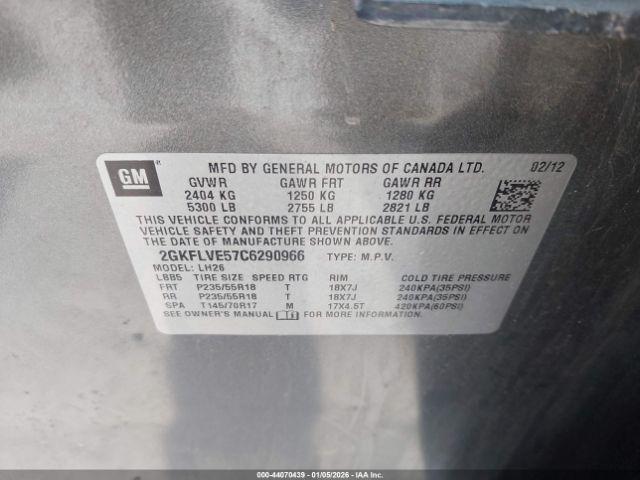 GM ®
MFD BY GENERAL MOTORS OF CANADA LTD. 02/12
GVWR GAWR FRT GAWR RR
2404 KG 1250 KG 1280 KG
5300 LB 2755 LB 2821 LB
THIS VEHICLE CONFORMS TO ALL APPLICABLE U.S. FEDERAL MOTOR
VEHICLE SAFETY AND THEFT PREVENTION STANDARDS IN EFFECT ON
THE DATE OF MANUFACTURE SHOWN ABOVE.
2GKFLVE57C6290966 TYPE: M.P.V.
MODEL: LH26
LBB5 TIRE SIZE SPEED RTG RIM COLD TIRE PRESSURE
FRT P235/55R18 T 18X7J 240KPA(35PSI)
RR P235/55R18 T 18X7J 240KPA(35PSI)
SPA T145/70R17 M 17X4.5T 420KPA(60PSI)
SEE OWNER'S MANUAL FOR MORE INFORMATION.
000-44070439 | 01/05/2026 - COPART, INC.